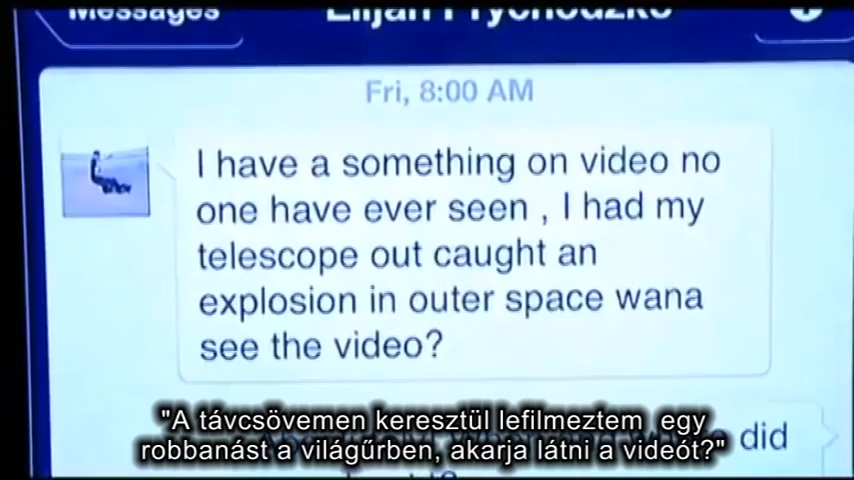 Messages
Fri, 8:00 AM
I have a something on video no
one have ever seen , I had my
telescope out caught an
explosion in outer space wana
see the video?
did
"A távcsövemen keresztül lefilmeztem egy
robbanást a világűrben, akarja látni a videót?"